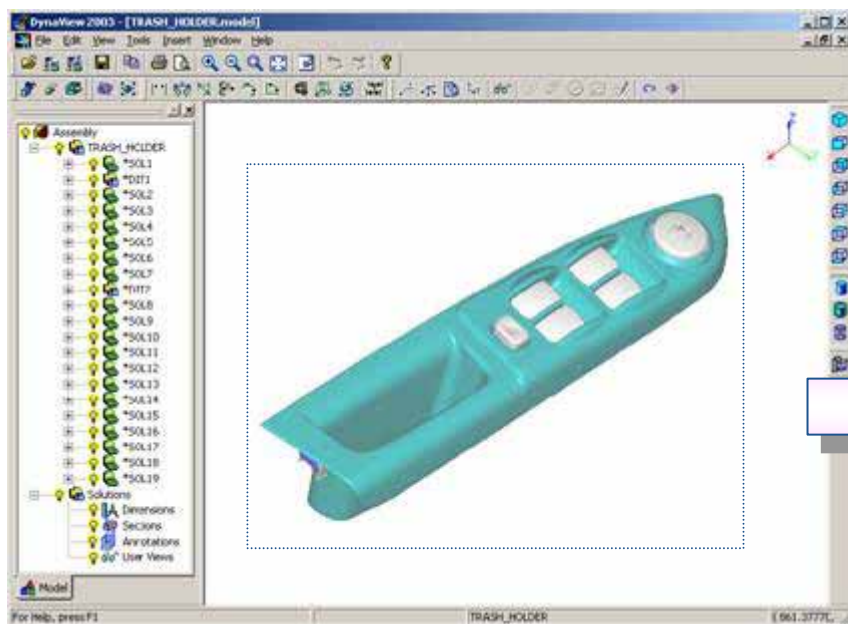 DynaView 2003 - [TRASH_HOLDER.model]
File Edit View Tools Insert Window Help
Assembly
TRASH_HOLDER
*SOL1
*DIT1
*SOL2
*SOL3
*SOL4
*SOL5
*SOL6
*SOL7
*DIT2
*SOL8
*SOL9
*SOL10
*SOL11
*SOL12
*SOL13
*SOL14
*SOL15
*SOL16
*SOL17
*SOL18
*SOL19
Solutions
Dimensions
Sections
Annotations
User Views
Model
For Help, press F1
TRASH_HOLDER